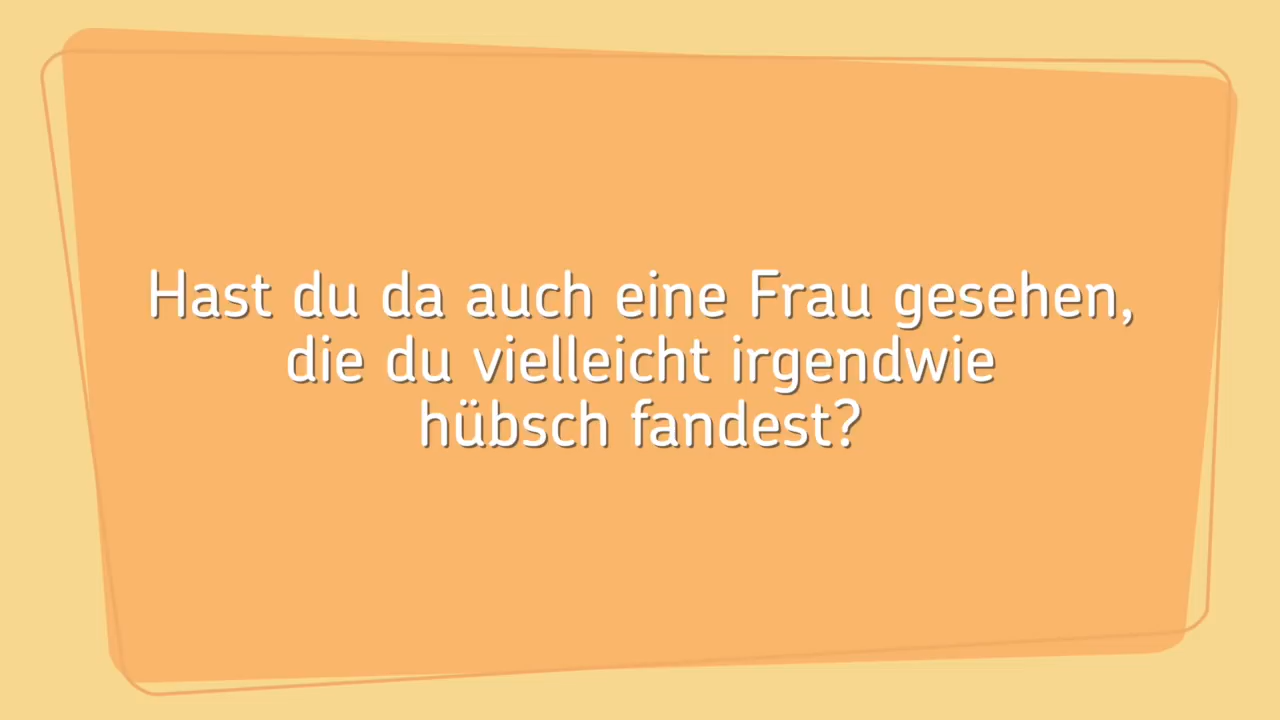 Hast du da auch eine Frau gesehen,
die du vielleicht irgendwie
hübsch fandest?